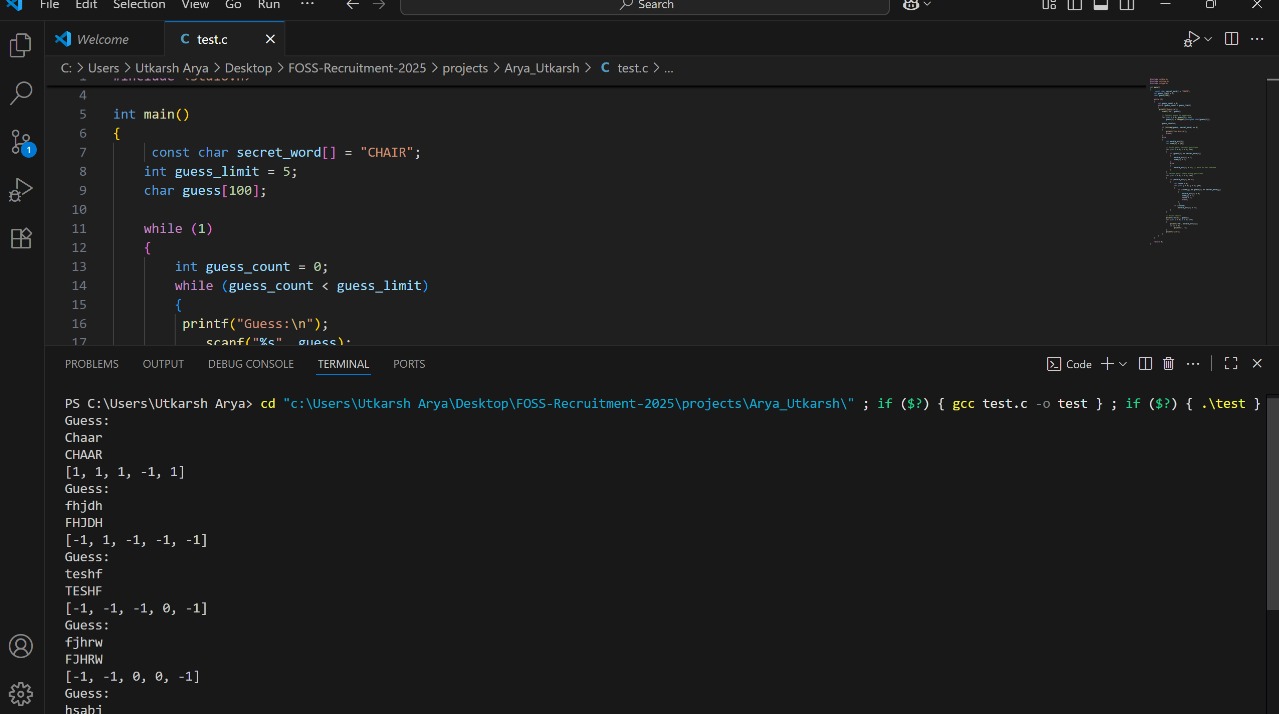 File Edit Selection View Go Run ··· Search
Welcome test.c
C: > Users > Utkarsh Arya > Desktop > FOSS-Recruitment-2025 > projects > Arya_Utkarsh > C test.c > ...
4
5 int main()
6 {
7 const char secret_word[] = "CHAIR";
8 int guess_limit = 5;
9 char guess[100];
10
11 while (1)
12 {
13 int guess_count = 0;
14 while (guess_count < guess_limit)
15 {
16 printf("Guess:\n");
17 scanf("%s", guess);
1
PROBLEMS OUTPUT DEBUG CONSOLE TERMINAL PORTS Code
PS C:\Users\Utkarsh Arya> cd "c:\Users\Utkarsh Arya\Desktop\FOSS-Recruitment-2025\projects\Arya_Utkarsh\" ; if ($?) { gcc test.c -o test } ; if ($?) { .\test }
Guess:
Chaar
CHAAR
[1, 1, 1, -1, 1]
Guess:
fhjdh
FHJDH
[-1, 1, -1, -1, -1]
Guess:
teshf
TESHF
[-1, -1, -1, 0, -1]
Guess:
fjhrw
FJHRW
[-1, -1, 0, 0, -1]
Guess:
hsabj